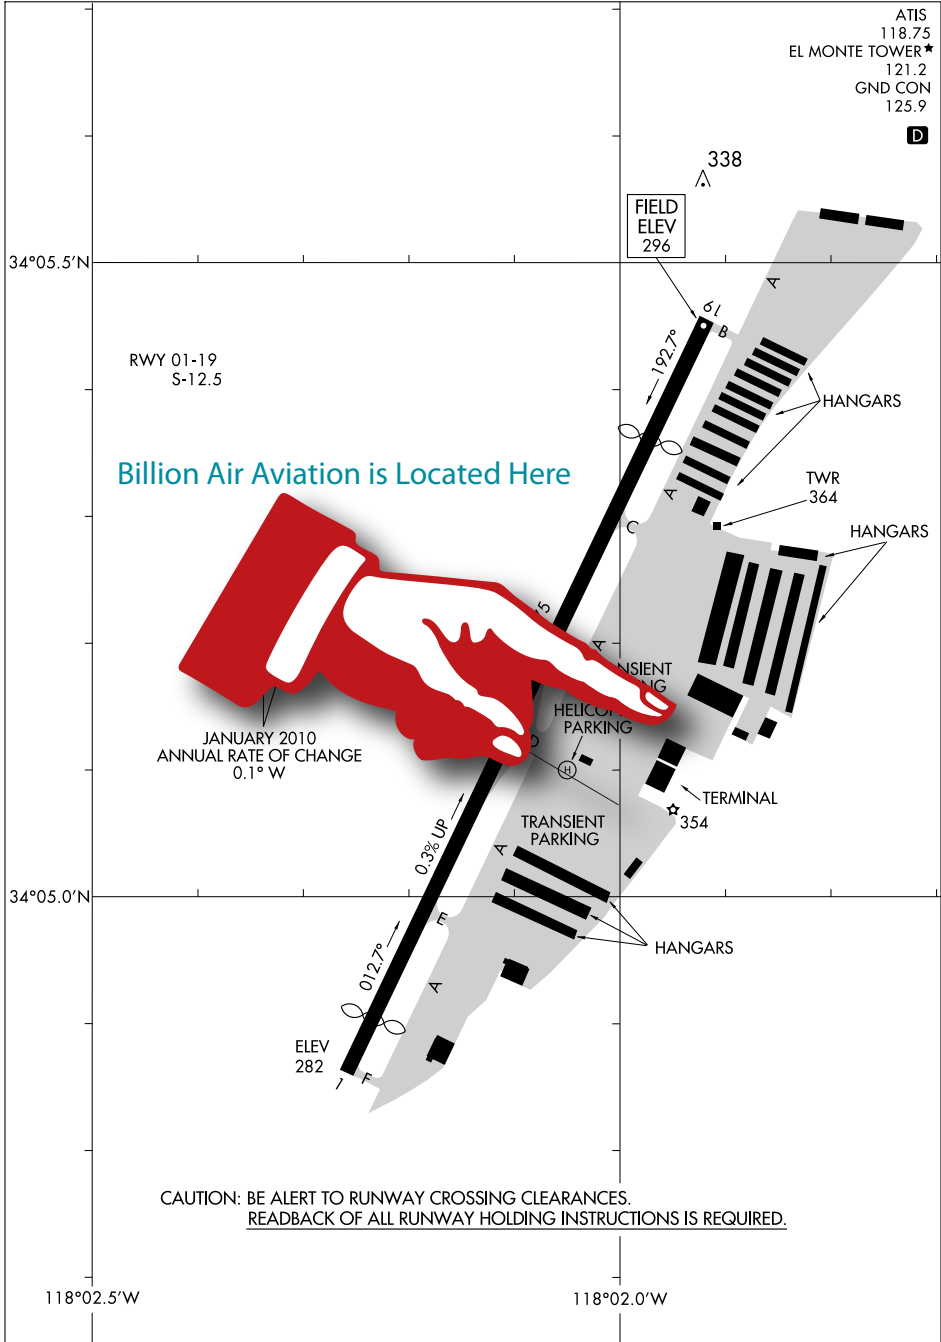 ATIS
118.75
EL MONTE TOWER★
121.2
GND CON
125.9
D
338
FIELD
ELEV
296
34°05.5'N
A
19
B
192.7°
RWY 01-19
S-12.5
HANGARS
Billion Air Aviation is Located Here
A
TWR
364
C
HANGARS
A
HELICO
PARKING
JANUARY 2010
ANNUAL RATE OF CHANGE
0.1° W
H
TERMINAL
354
TRANSIENT
PARKING
0.3% UP
A
34°05.0'N
E
HANGARS
012.7°
A
ELEV
282
1
F
CAUTION: BE ALERT TO RUNWAY CROSSING CLEARANCES.
READBACK OF ALL RUNWAY HOLDING INSTRUCTIONS IS REQUIRED.
118°02.5'W
118°02.0'W